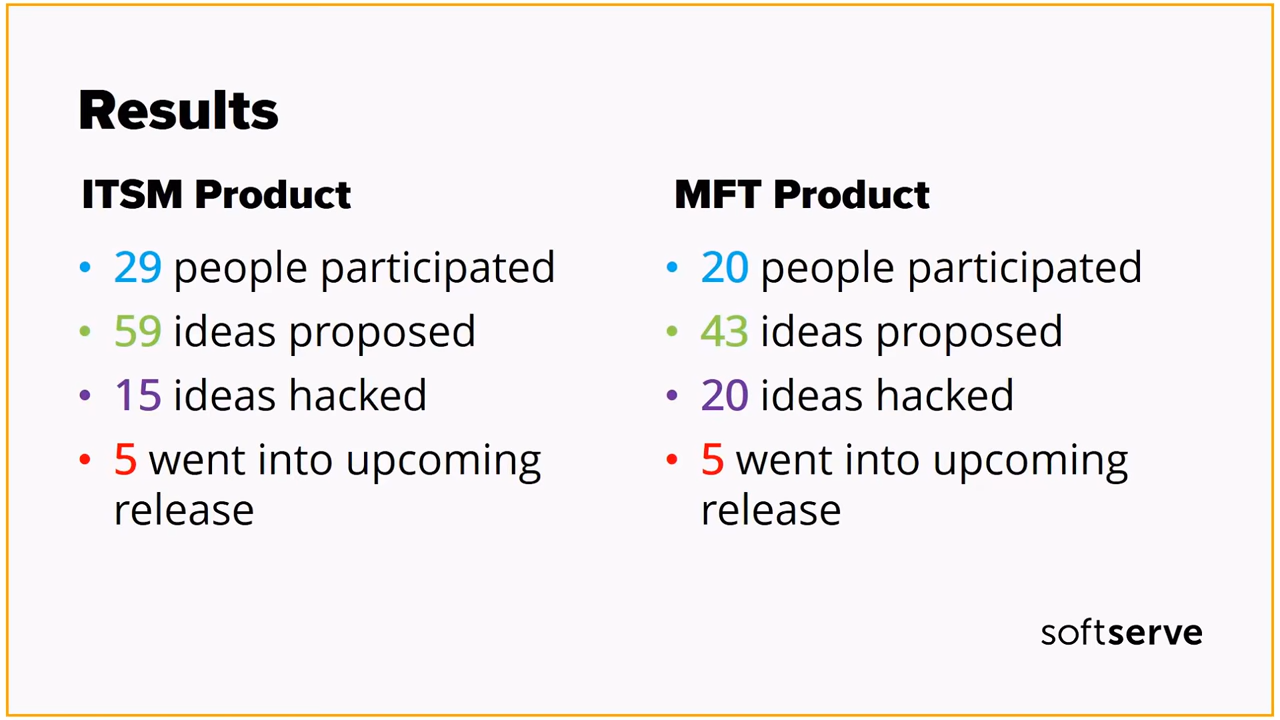 Results
ITSM Product
• 29 people participated
• 59 ideas proposed
• 15 ideas hacked
• 5 went into upcoming
release
MFT Product
• 20 people participated
• 43 ideas proposed
• 20 ideas hacked
• 5 went into upcoming
release
softserve